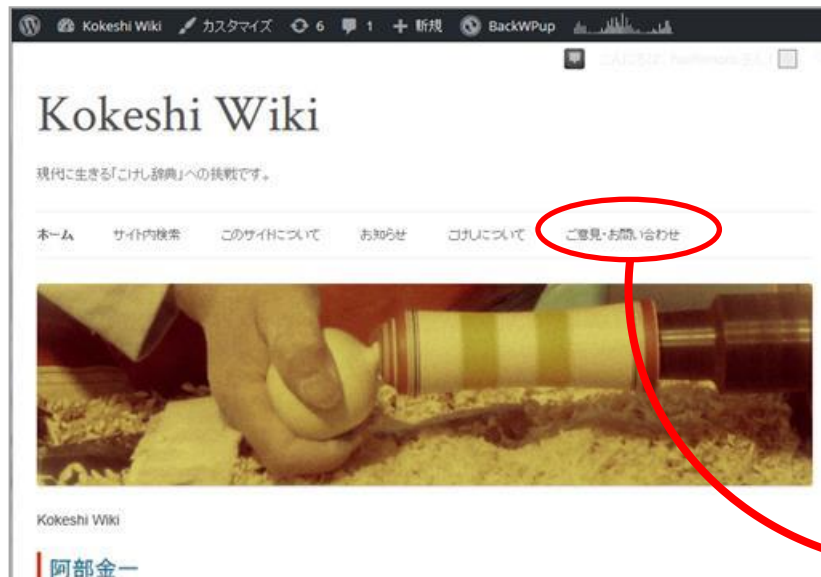 Kokeshi Wiki カスタマイズ 6 1 新規 BackWPup
Kokeshi Wiki
現代に生きる「こけし辞典」への挑戦です。
ホーム サイト内検索 このサイトについて お知らせ こけしについて ご意見・お問い合わせ
Kokeshi Wiki
阿部金一